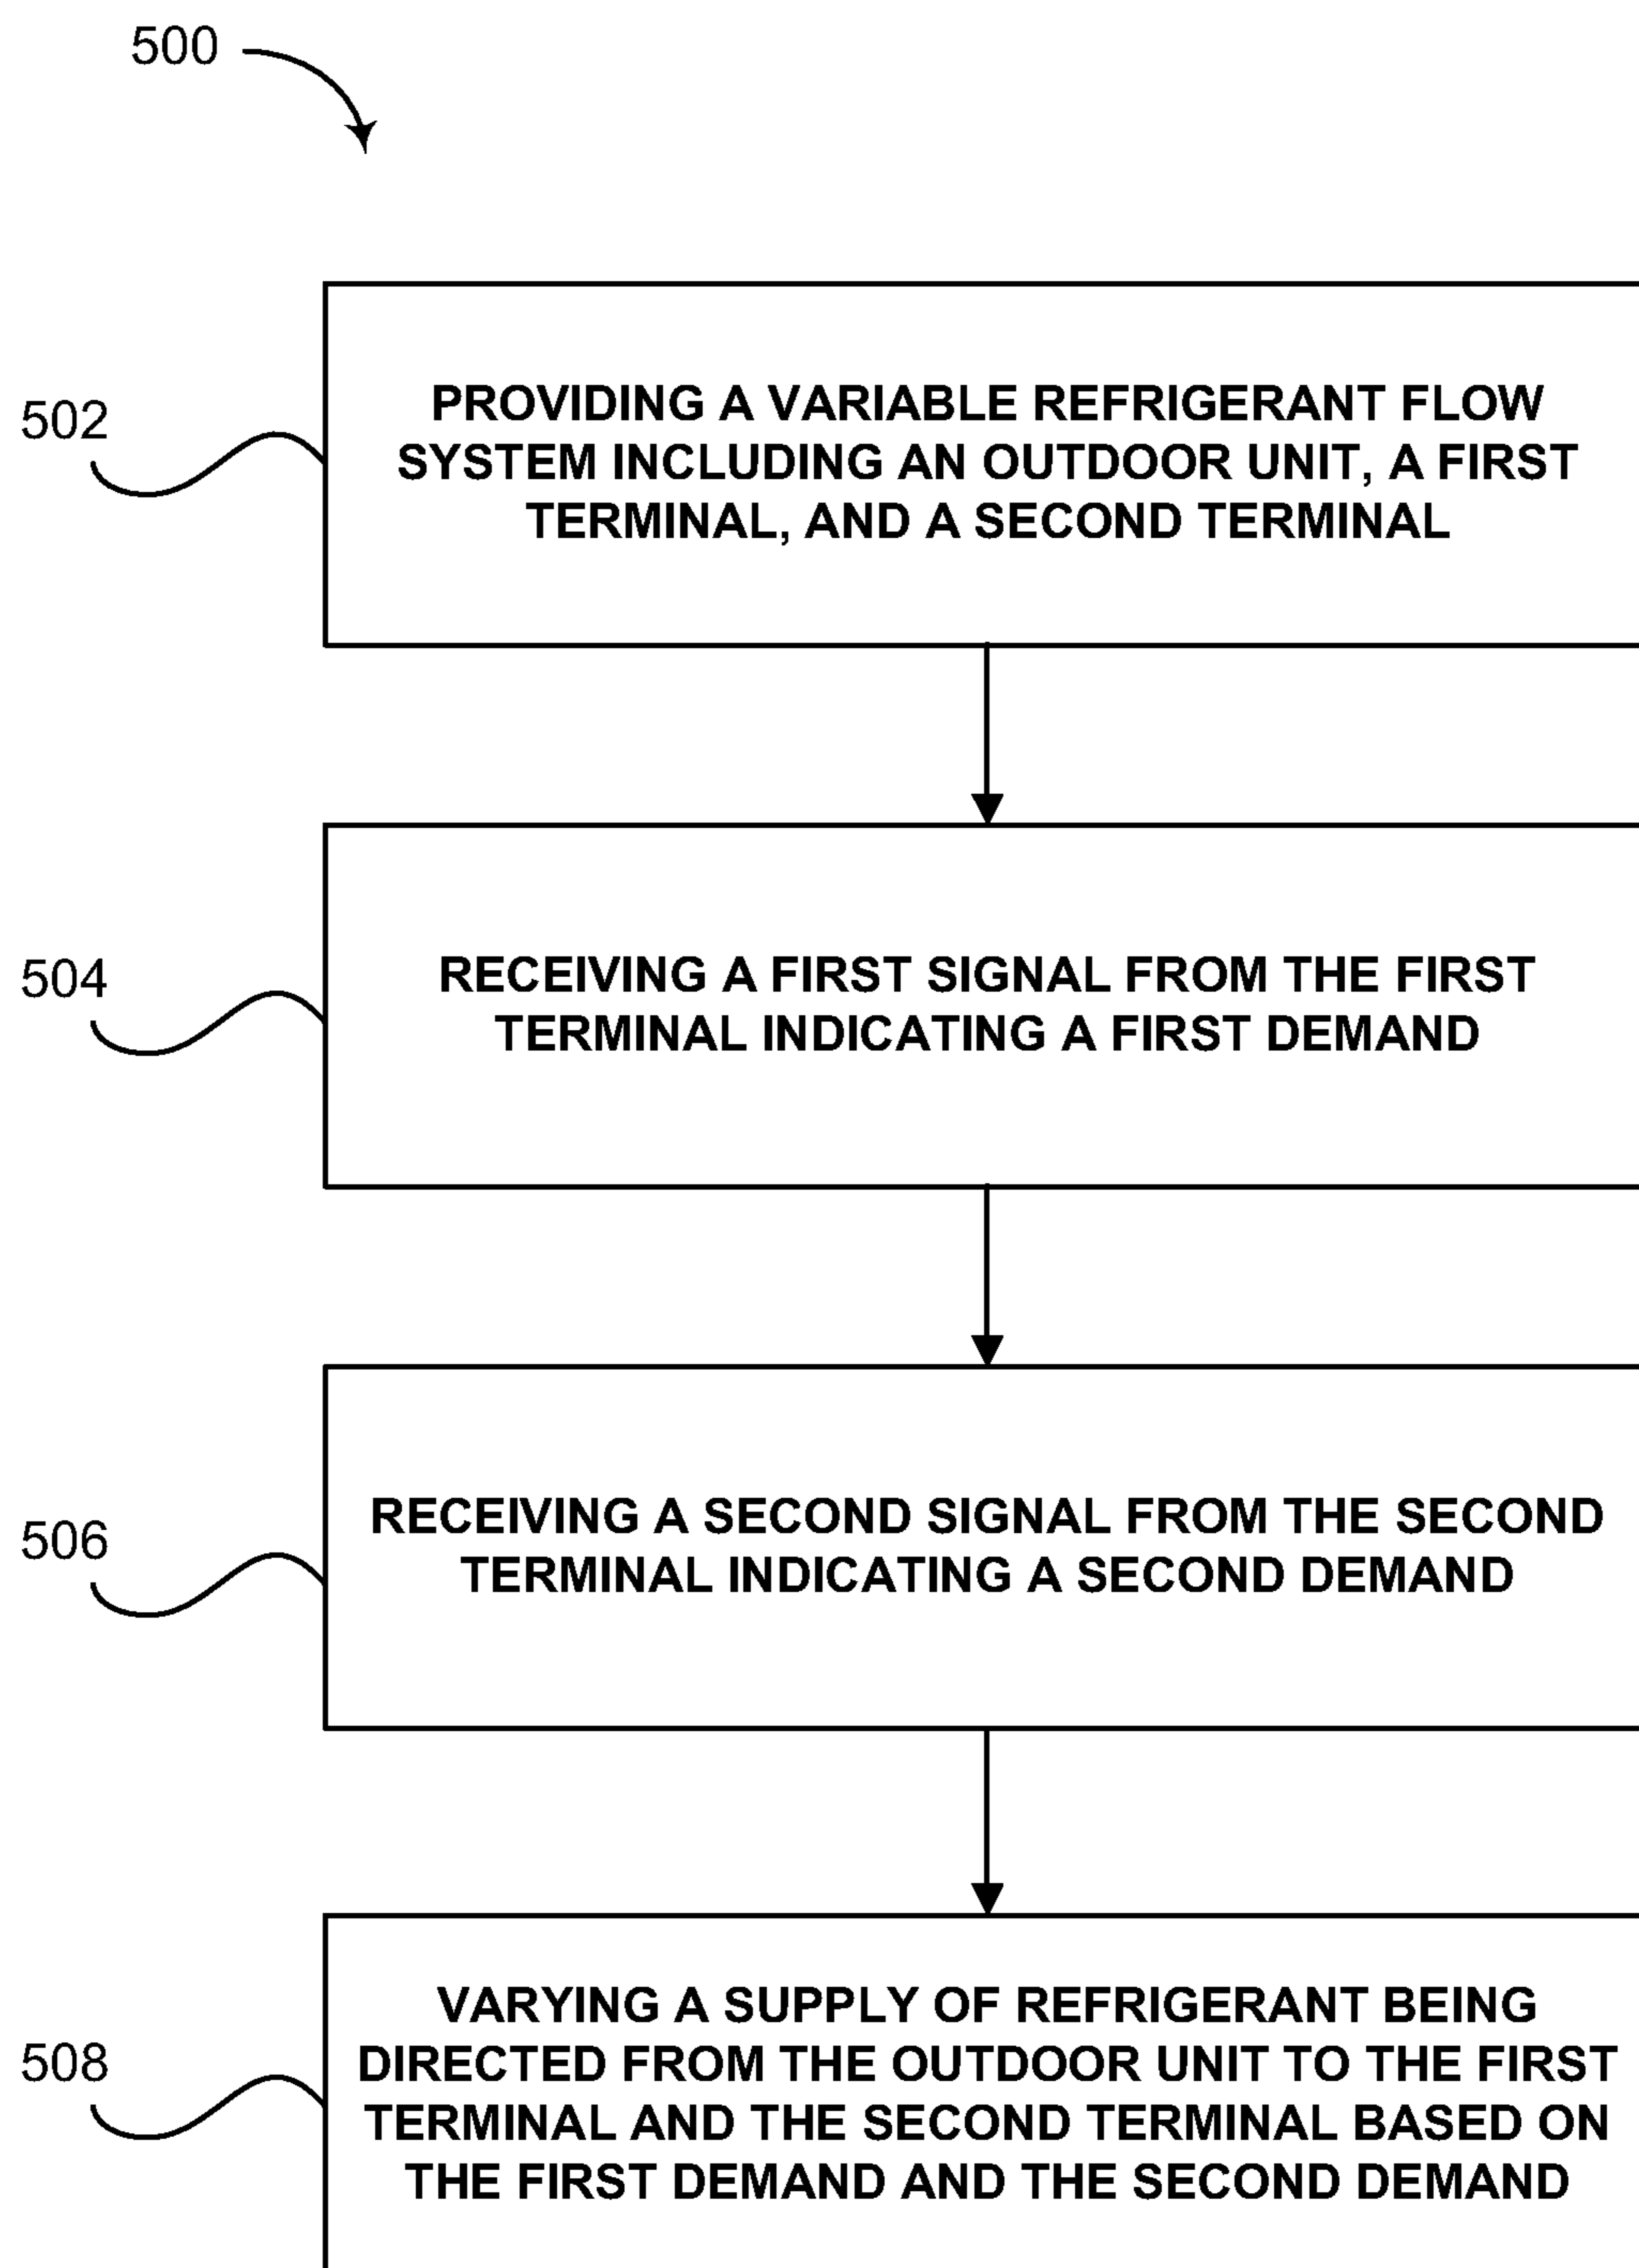 500
502
PROVIDING A VARIABLE REFRIGERANT FLOW
SYSTEM INCLUDING AN OUTDOOR UNIT, A FIRST
TERMINAL, AND A SECOND TERMINAL
504
RECEIVING A FIRST SIGNAL FROM THE FIRST
TERMINAL INDICATING A FIRST DEMAND
506
RECEIVING A SECOND SIGNAL FROM THE SECOND
TERMINAL INDICATING A SECOND DEMAND
508
VARYING A SUPPLY OF REFRIGERANT BEING
DIRECTED FROM THE OUTDOOR UNIT TO THE FIRST
TERMINAL AND THE SECOND TERMINAL BASED ON
THE FIRST DEMAND AND THE SECOND DEMAND